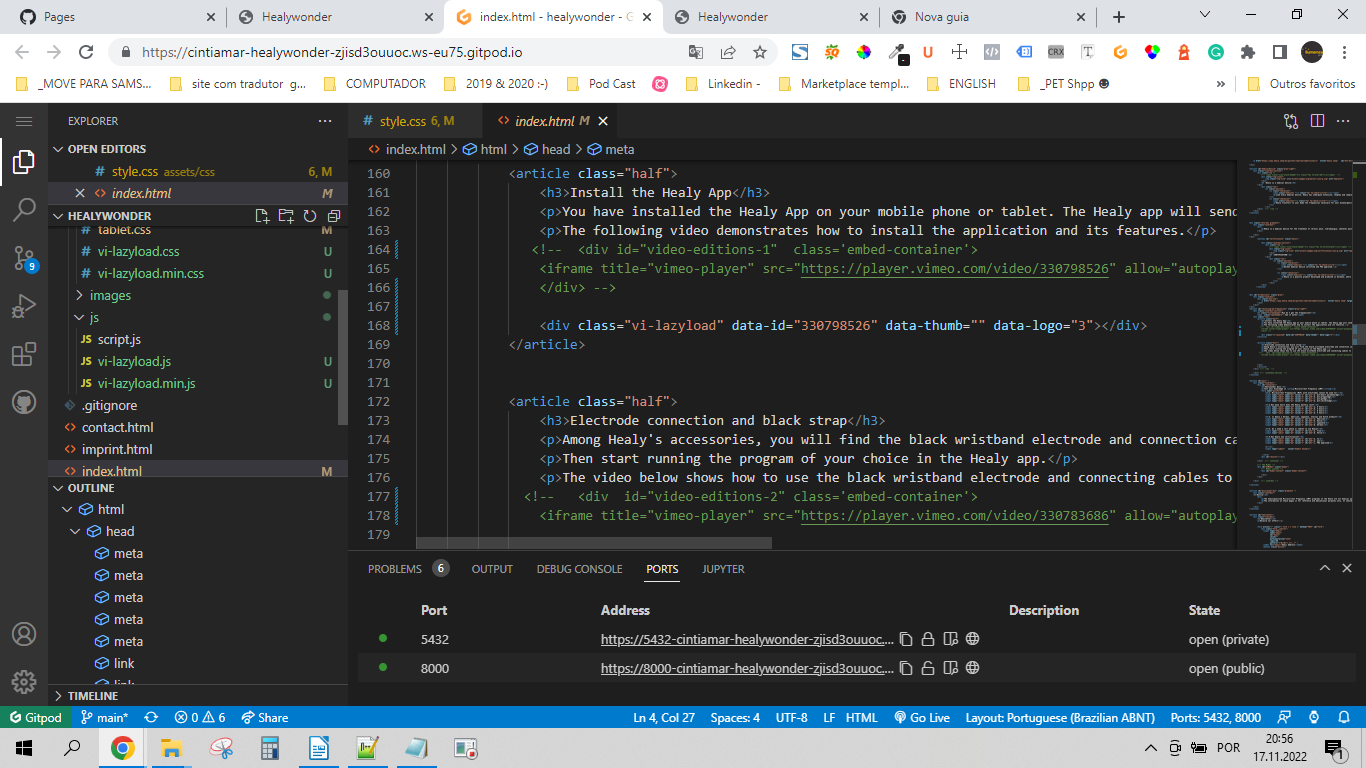 Pages
Healywonder
index.html - healywonder - G
Healywonder
Nova guia
https://cintiamar-healywonder-zjisd3ouuoc.ws-eu75.gitpod.io
_MOVE PARA SAMS...
site com tradutor g...
COMPUTADOR
2019 & 2020 :-)
Pod Cast
Linkedin -
Marketplace templ...
ENGLISH
_PET Shpp
Outros favoritos
EXPLORER
style.css 6, M
index.html M
OPEN EDITORS
index.html > html > head > meta
style.css assets/css 6, M
index.html M
HEALYWONDER
tablet.css M
vi-lazyload.css U
vi-lazyload.min.css U
images
js
script.js
vi-lazyload.js U
vi-lazyload.min.js U
.gitignore
contact.html
imprint.html
index.html M
OUTLINE
html
head
meta
meta
meta
meta
meta
link
link
TIMELINE
160 <article class="half">
161 <h3>Install the Healy App</h3>
162 <p>You have installed the Healy App on your mobile phone or tablet. The Healy app will send
163 <p>The following video demonstrates how to install the application and its features.</p>
164 <!-- <div id="video-editions-1" class='embed-container'>
165 <iframe title="vimeo-player" src="https://player.vimeo.com/video/330798526" allow="autoplay
166 </div> -->
167
168 <div class="vi-lazyload" data-id="330798526" data-thumb="" data-logo="3"></div>
169 </article>
170
171
172 <article class="half">
173 <h3>Electrode connection and black strap</h3>
174 <p>Among Healy's accessories, you will find the black wristband electrode and connection ca
175 <p>Then start running the program of your choice in the Healy app.</p>
176 <p>The video below shows how to use the black wristband electrode and connecting cables to
177 <!-- <div id="video-editions-2" class='embed-container'>
178 <iframe title="vimeo-player" src="https://player.vimeo.com/video/330783686" allow="autoplay
179
PROBLEMS 6 OUTPUT DEBUG CONSOLE PORTS JUPYTER
Port Address Description State
5432 https://5432-cintiamar-healywonder-zjisd3ouuoc.... open (private)
8000 https://8000-cintiamar-healywonder-zjisd3ouuoc.... open (public)
9
Gitpod main* 0 6 Share Ln 4, Col 27 Spaces: 4 UTF-8 LF HTML Go Live Layout: Portuguese (Brazilian ABNT) Ports: 5432, 8000
POR
20:56
17.11.2022
1